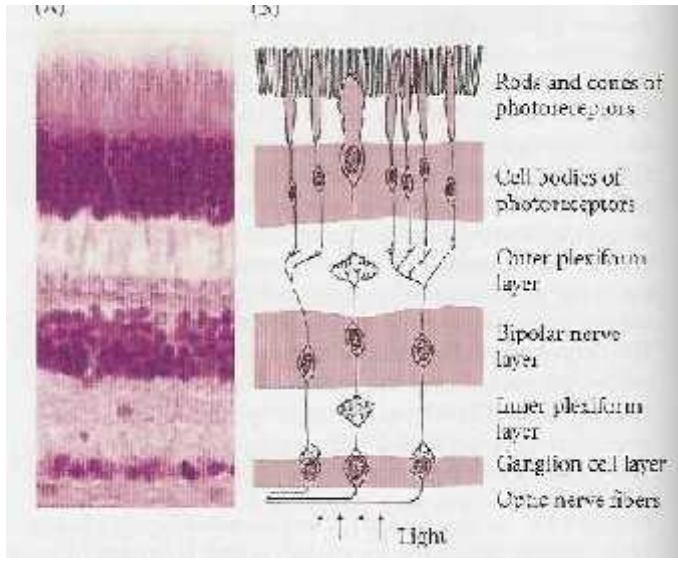 (A)
(B)
Rods and cones of
photoreceptors
Cell bodies of
photoreceptors
Outer plexiform
layer
Bipolar nerve
layer
Inner plexiform
layer
Ganglion cell layer
Optic nerve fibers
Light